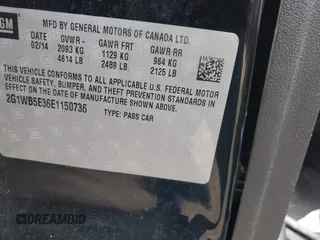 GM
MFD BY GENERAL MOTORS OF CANADA LTD.
DATE GVWR GAWR FRT GAWR RR
02/14 2093 KG 1129 KG 964 KG
4614 LB 2489 LB 2125 LB
THIS VEHICLE CONFORMS TO ALL APPLICABLE U.S. FEDERAL MOTOR
VEHICLE SAFETY, BUMPER, AND THEFT PREVENTION STANDARDS
IN EFFECT ON THE DATE OF MANUFACTURE SHOWN ABOVE.
2G1WB5E36E1150736 TYPE: PASS CAR
DREAMBID